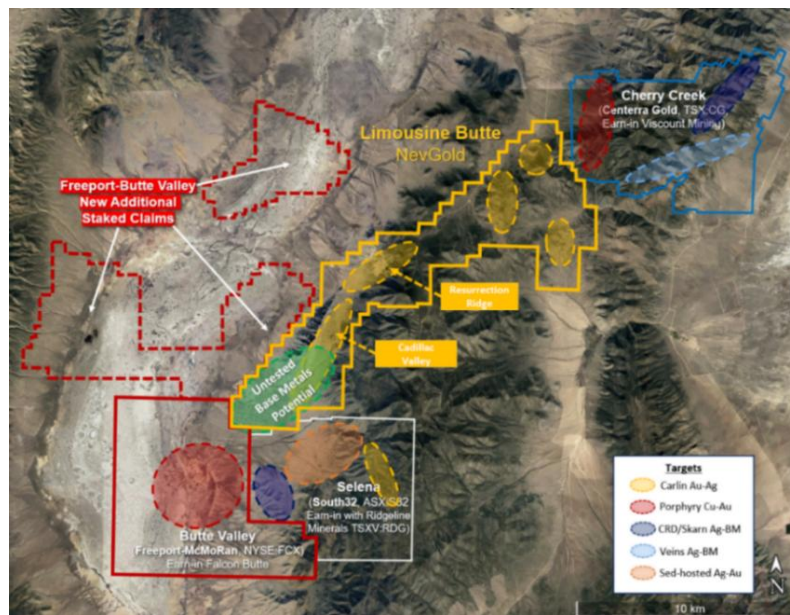 Cherry Creek
(Centerra Gold, TSX:CG,
Earn-in Viscount Mining)
Limousine Butte
NevGold
Freeport-Butte Valley
New Additional
Staked Claims
Resurrection
Ridge
Cadillac
Valley
Untested
Base Metals
Potential
Selena
(South32, ASX:S32
Earn-in with Ridgeline
Minerals TSXV:RDG)
Butte Valley
Freeport-McMoRan, NYSE:FCX)
Earn-in Falcon Butte
Targets
Carlin Au-Ag
Porphyry Cu-Au
CRD/Skarn Ag-BM
Veins Ag-BM
Sed-hosted Ag-Au
N
10 km